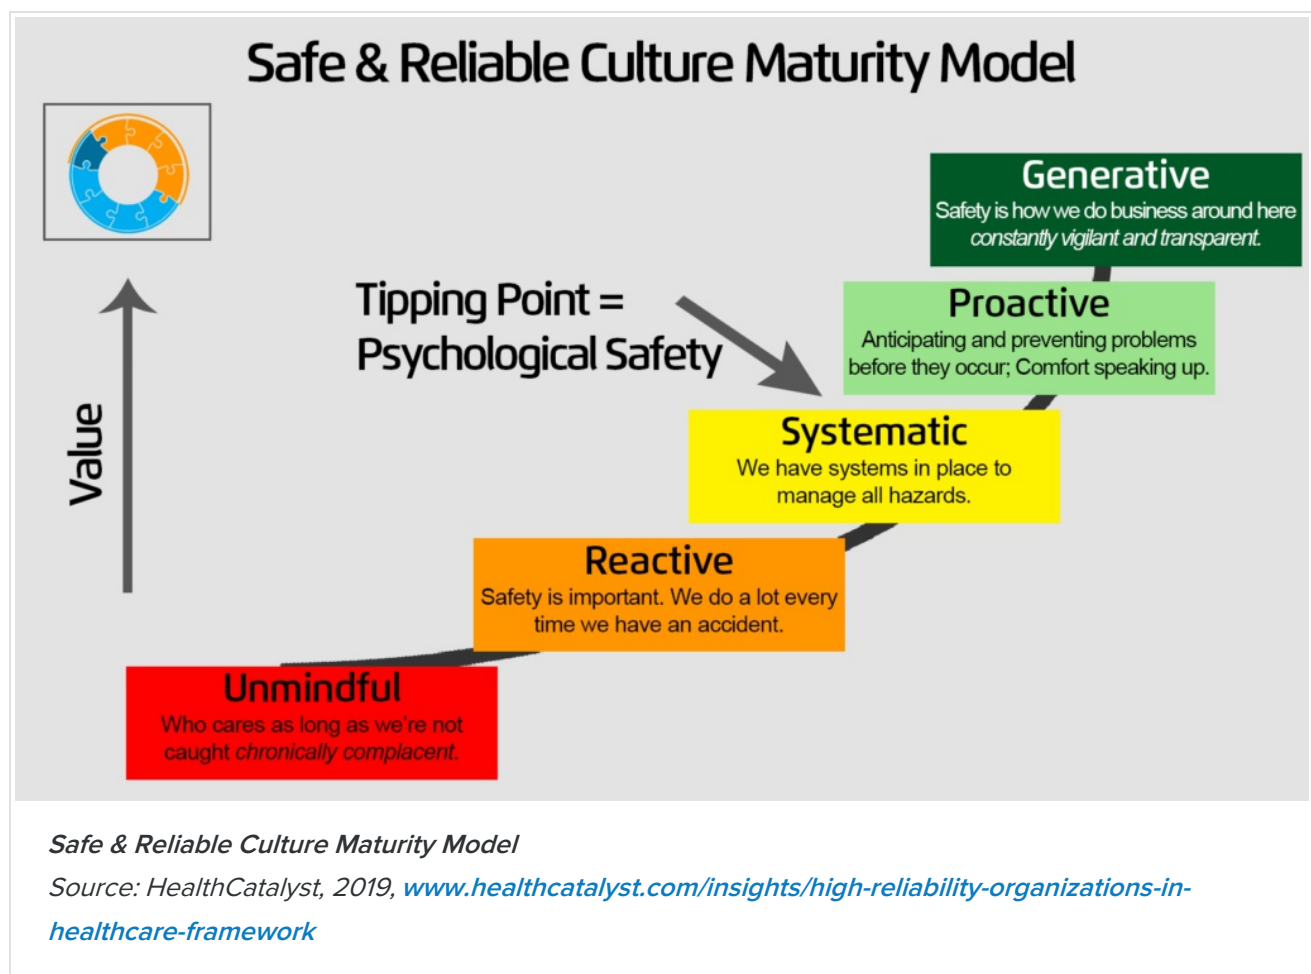 Safe & Reliable Culture Maturity Model
Generative
Safety is how we do business around here
constantly vigilant and transparent.
Tipping Point =
Psychological Safety
Proactive
Anticipating and preventing problems
before they occur; Comfort speaking up.
Value
Systematic
We have systems in place to
manage all hazards.
Reactive
Safety is important. We do a lot every
time we have an accident.
Unmindful
Who cares as long as we're not
caught chronically complacent.
Safe & Reliable Culture Maturity Model
Source: HealthCatalyst, 2019, www.healthcatalyst.com/insights/high-reliability-organizations-in-
healthcare-framework